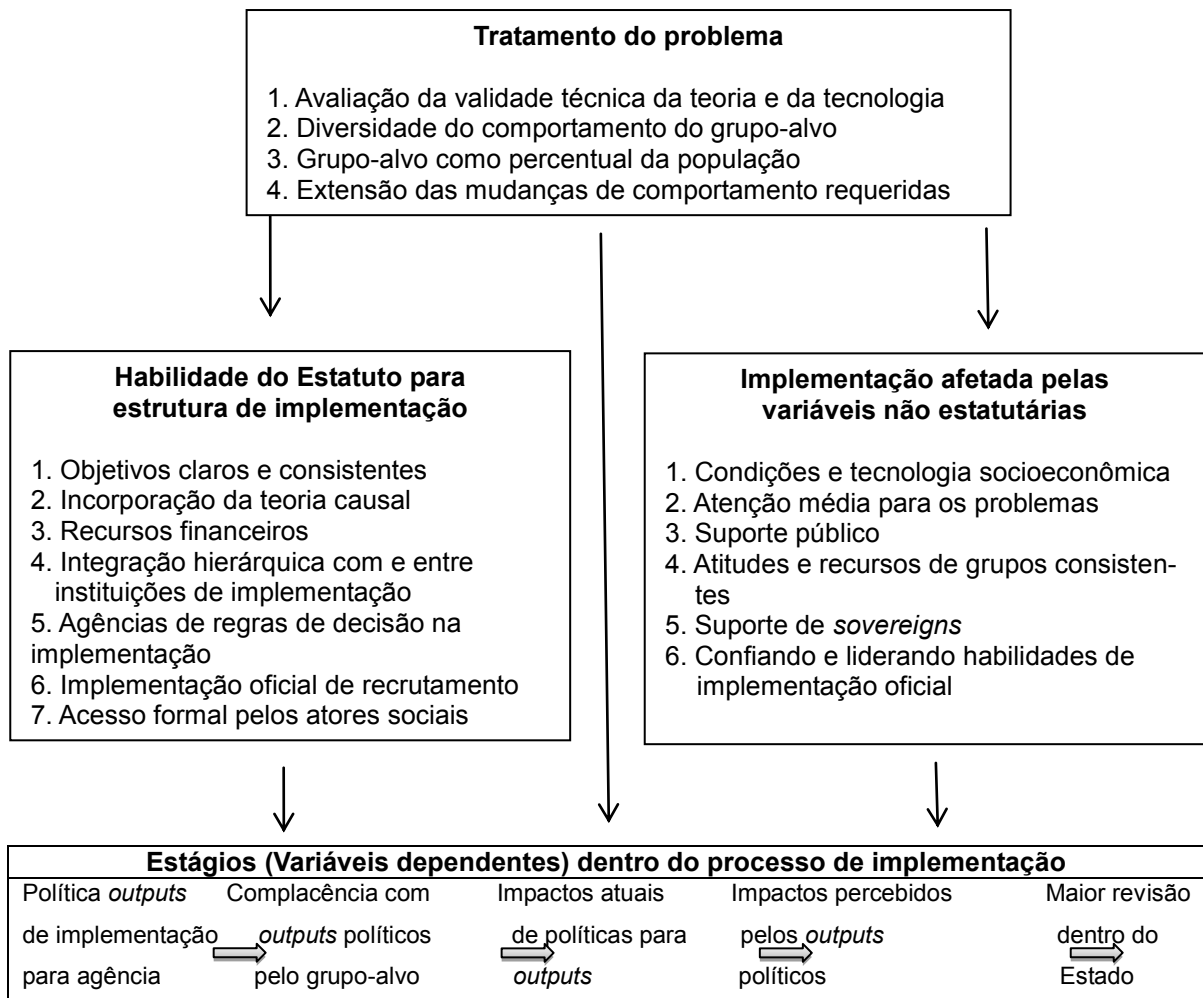 Tratamento do problema
1. Avaliação da validade técnica da teoria e da tecnologia
2. Diversidade do comportamento do grupo-alvo
3. Grupo-alvo como percentual da população
4. Extensão das mudanças de comportamento requeridas
Habilidade do Estatuto para
estrutura de implementação
1. Objetivos claros e consistentes
2. Incorporação da teoria causal
3. Recursos financeiros
4. Integração hierárquica com e entre
instituições de implementação
5. Agências de regras de decisão na
implementação
6. Implementação oficial de recrutamento
7. Acesso formal pelos atores sociais
Implementação afetada pelas
variáveis não estatutárias
1. Condições e tecnologia socioeconômica
2. Atenção média para os problemas
3. Suporte público
4. Atitudes e recursos de grupos consisten-
tes
5. Suporte de sovereigns
6. Confiando e liderando habilidades de
implementação oficial
Estágios (Variáveis dependentes) dentro do processo de implementação
Política outputs
de implementação
para agência
Complacência com
outputs políticos
pelo grupo-alvo
Impactos atuais
de políticas para
outputs
Impactos percebidos
pelos outputs
políticos
Maior revisão
dentro do
Estado